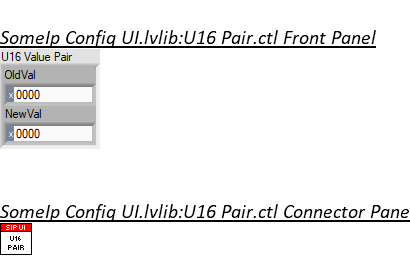 SomeIp Config UI.lvlib:U16 Pair.ctl Front Panel
U16 Value Pair
OldVal
x 0000
NewVal
x 0000
SomeIp Config UI.lvlib:U16 Pair.ctl Connector Pane
SIP UI
U16
PAIR